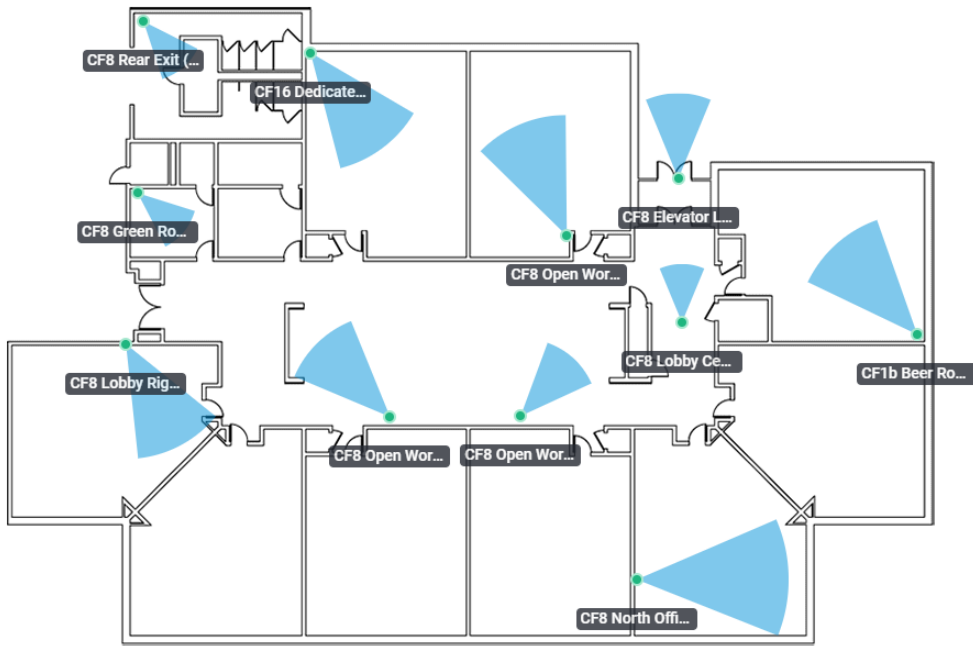 CF8 Rear Exit (...
CF16 Dedicate...
CF8 Green Ro...
CF8 Elevator L...
CF8 Open Wor...
CF8 Lobby Rig...
CF8 Lobby Ce...
CF1b Beer Ro...
CF8 Open Wor...
CF8 Open Wor...
CF8 North Offi...